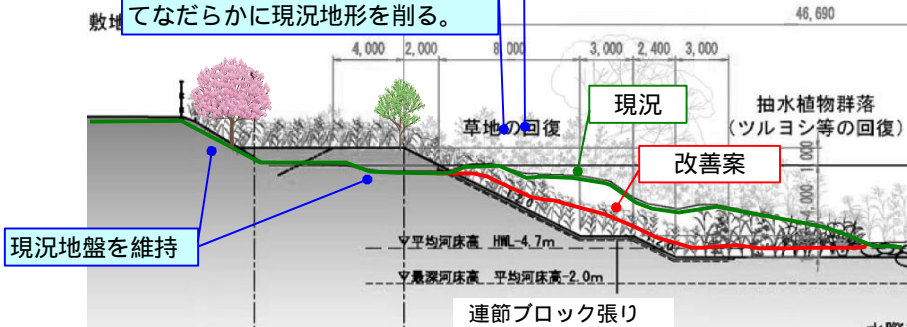 てなだらかに現況地形を削る。
敷地
46,690
4,000
2,000
8,000
3,000
2,400
3,000
現況
抽水植物群落
(ツルヨシ等の回復)
草地の回復
改善案
現況地盤を維持
平均河床高 HWL-4.7m
最深河床高 平均河床高-2.0m
連節ブロック張り